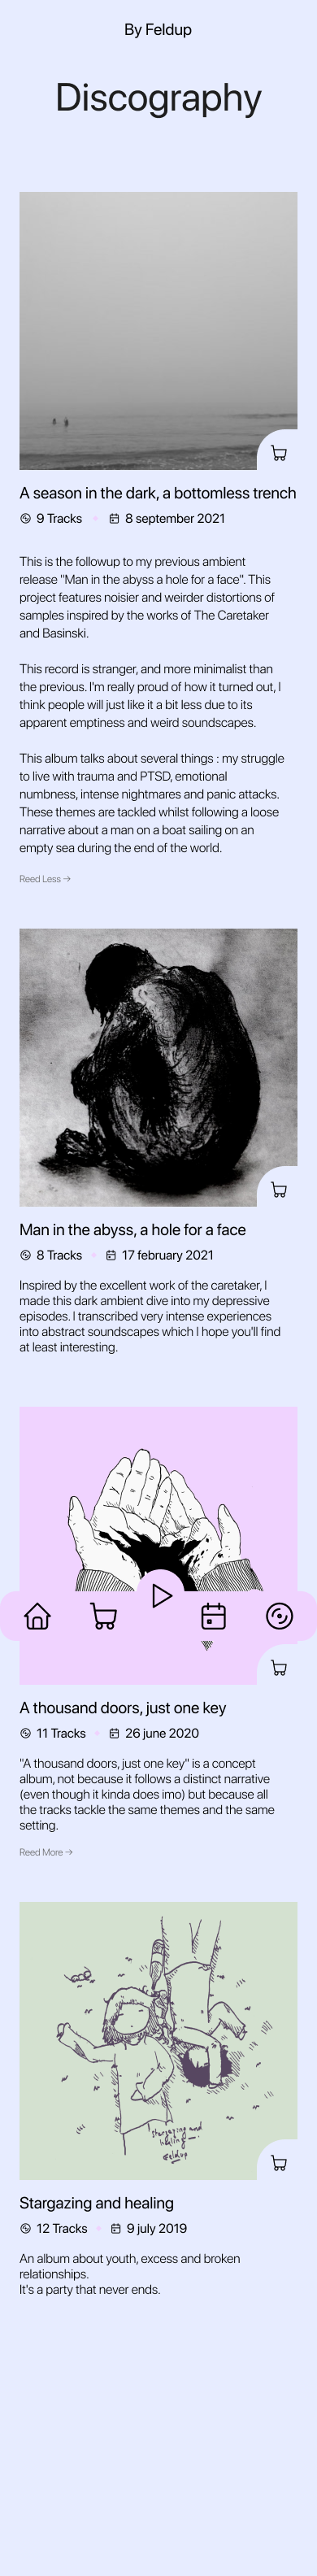 By Feldup
Discography
A season in the dark, a bottomless trench
9 Tracks
8 september 2021
This is the followup to my previous ambient
release "Man in the abyss a hole for a face". This
project features noisier and weirder distortions of
samples inspired by the works of The Caretaker
and Basinski.
This record is stranger, and more minimalist than
the previous. I'm really proud of how it turned out, I
think people will just like it a bit less due to its
apparent emptiness and weird soundscapes.
This album talks about several things : my struggle
to live with trauma and PTSD, emotional
numbness, intense nightmares and panic attacks.
These themes are tackled whilst following a loose
narrative about a man on a boat sailing on an
empty sea during the end of the world.
Reed Less →
Man in the abyss, a hole for a face
8 Tracks
17 february 2021
Inspired by the excellent work of the caretaker, I
made this dark ambient dive into my depressive
episodes. I transcribed very intense experiences
into abstract soundscapes which I hope you'll find
at least interesting.
A thousand doors, just one key
11 Tracks
26 june 2020
"A thousand doors, just one key" is a concept
album, not because it follows a distinct narrative
(even though it kinda does imo) but because all
the tracks tackle the same themes and the same
setting.
Reed More →
stargazing and
healing
Feldup
Stargazing and healing
12 Tracks
9 july 2019
An album about youth, excess and broken
relationships.
It's a party that never ends.